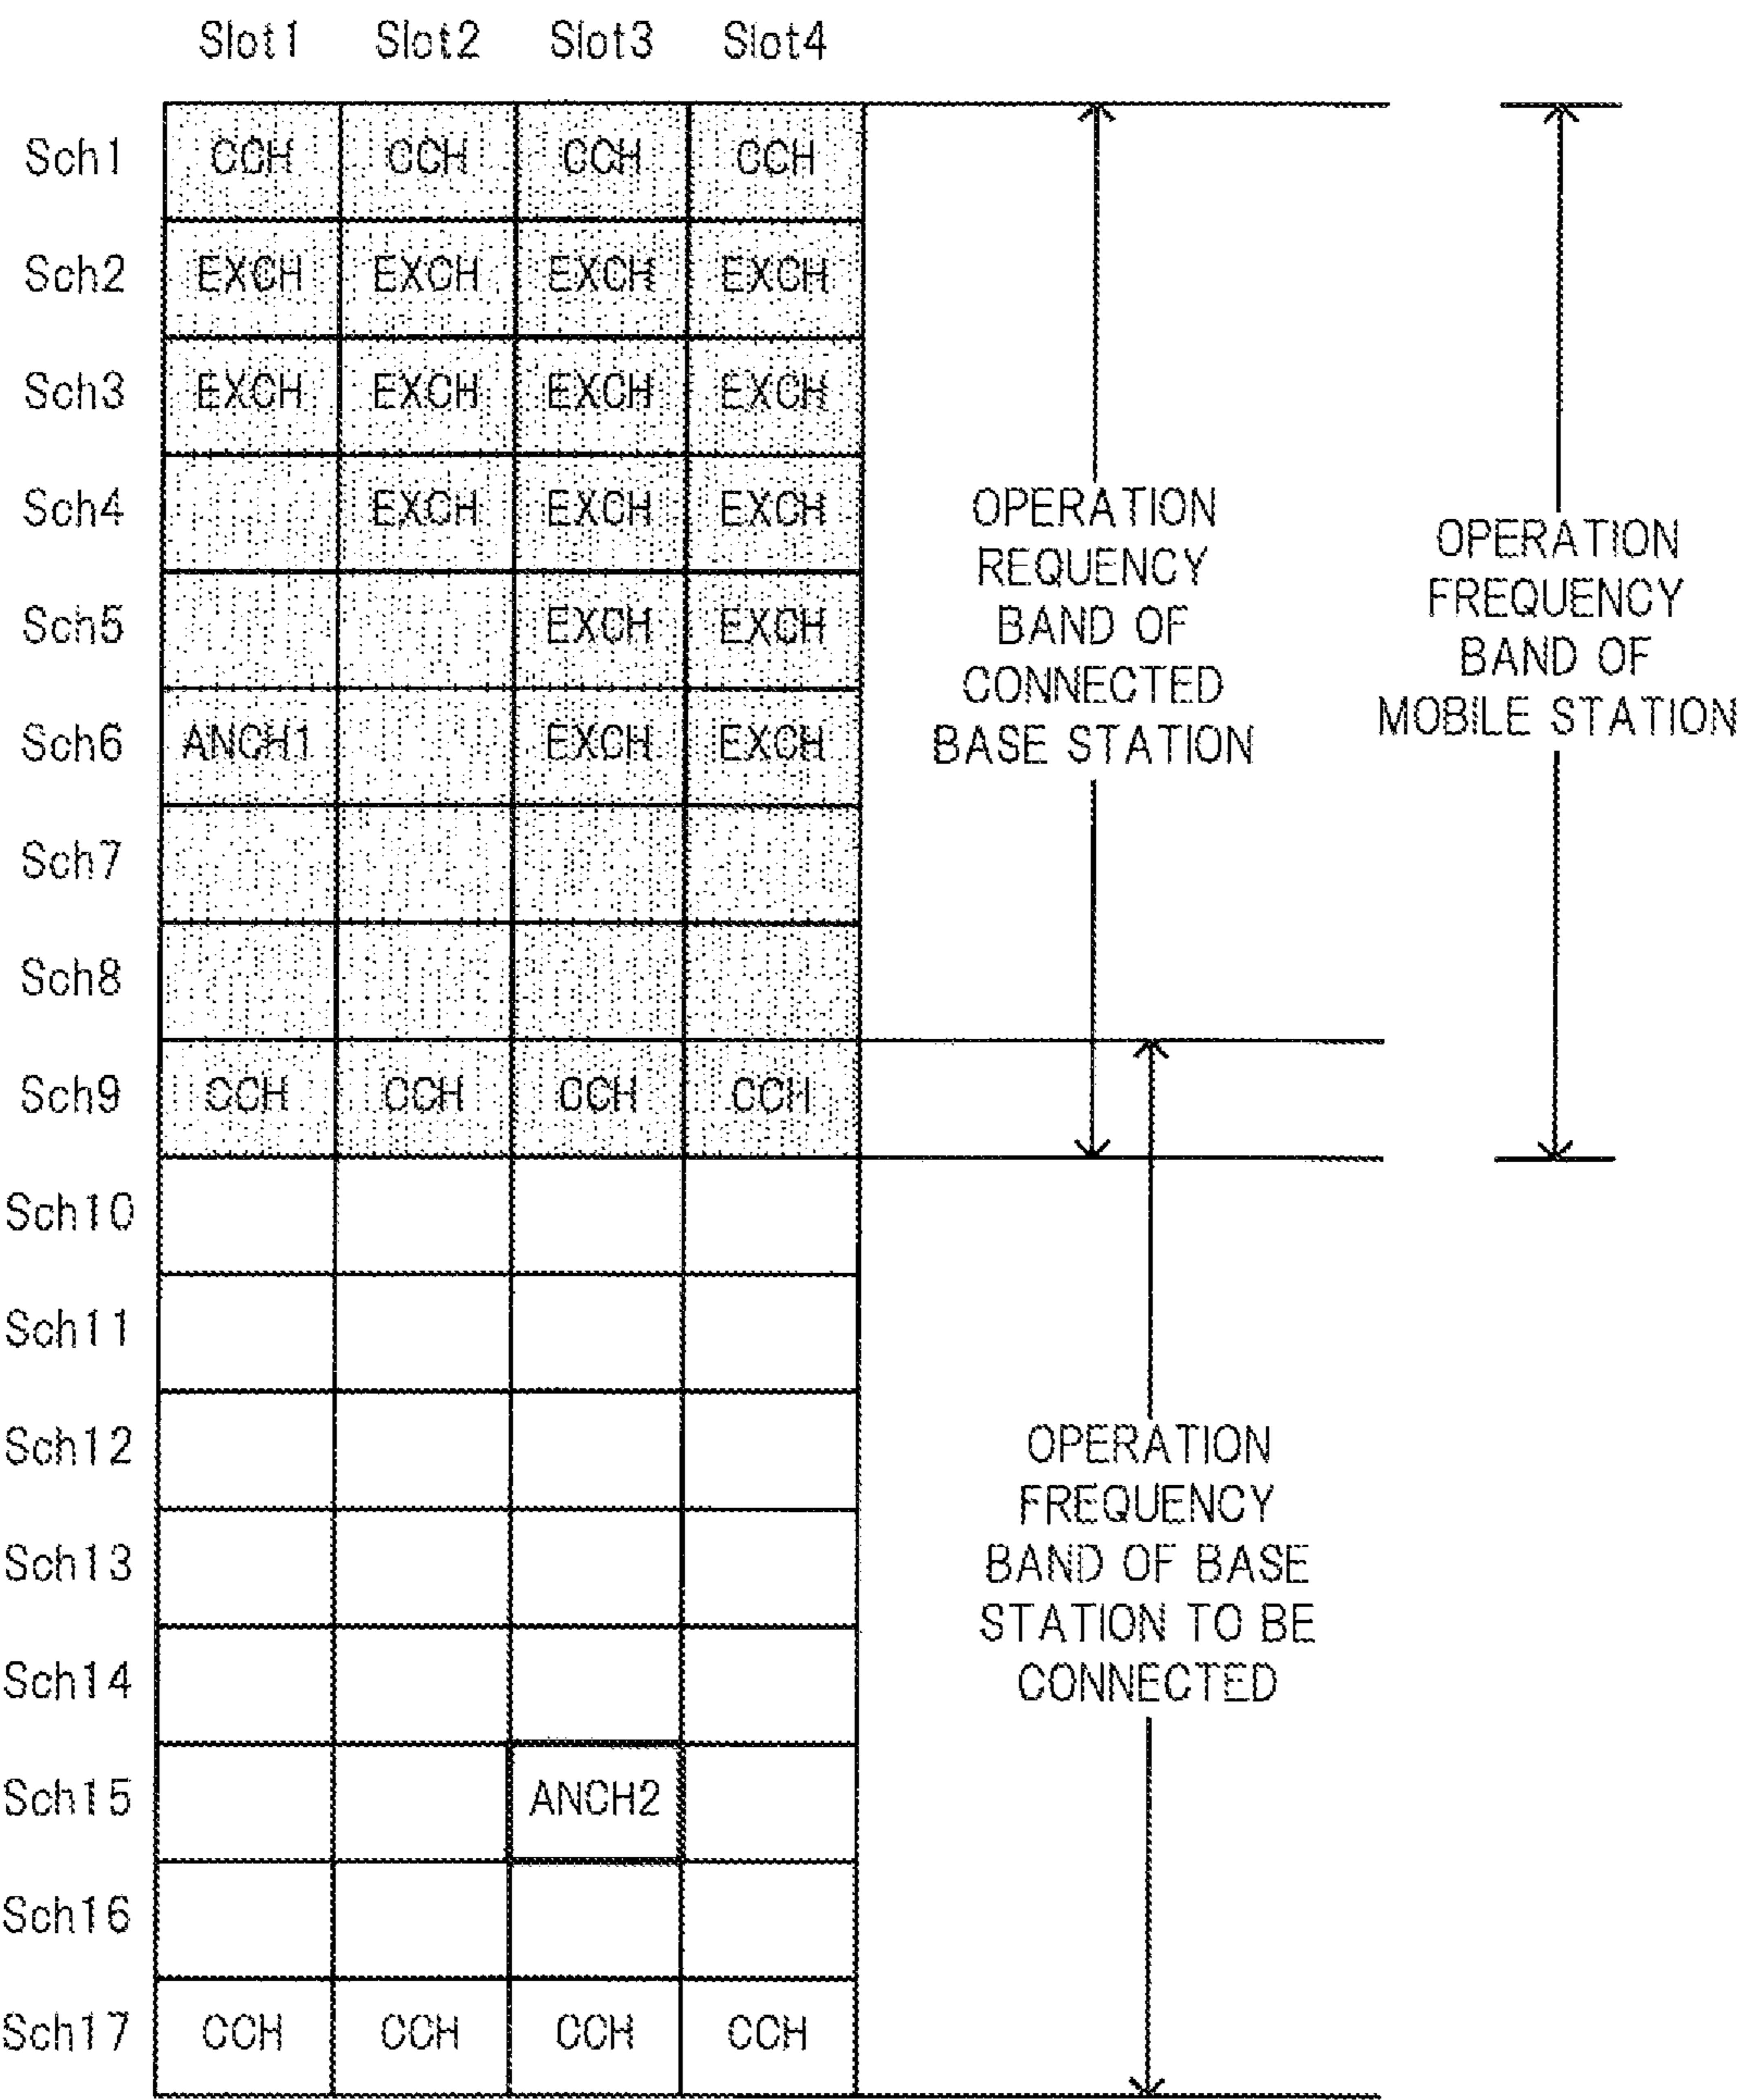 Slot1 Slot2 Slot3 Slot4
Sch1 CCH CCH CCH CCH
Sch2 EXCH EXCH EXCH EXCH
Sch3 EXCH EXCH EXCH EXCH
Sch4 EXCH EXCH EXCH
Sch5 EXCH EXCH
Sch6 ANCH1 EXCH EXCH
Sch7
Sch8
Sch9 CCH CCH CCH CCH
Sch10
Sch11
Sch12
Sch13
Sch14
Sch15 ANCH2
Sch16
Sch17 CCH CCH CCH CCH
OPERATION
REQUENCY
BAND OF
CONNECTED
BASE STATION
OPERATION
FREQUENCY
BAND OF
MOBILE STATION
OPERATION
FREQUENCY
BAND OF BASE
STATION TO BE
CONNECTED